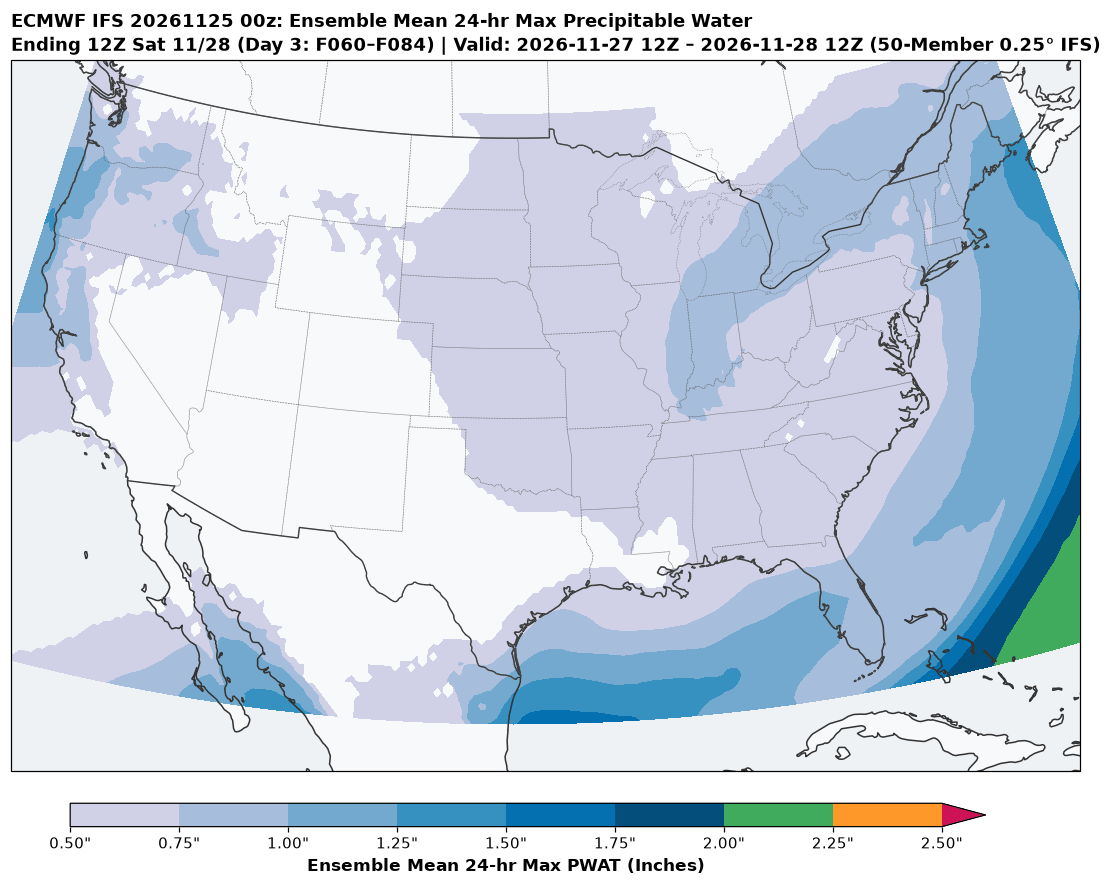 ECMWF IFS 20261125 00z: Ensemble Mean 24-hr Max Precipitable Water
Ending 12Z Sat 11/28 (Day 3: F060–F084) | Valid: 2026-11-27 12Z – 2026-11-28 12Z (50-Member 0.25° IFS)
0.50" 0.75" 1.00" 1.25" 1.50" 1.75" 2.00" 2.25" 2.50"
Ensemble Mean 24-hr Max PWAT (Inches)